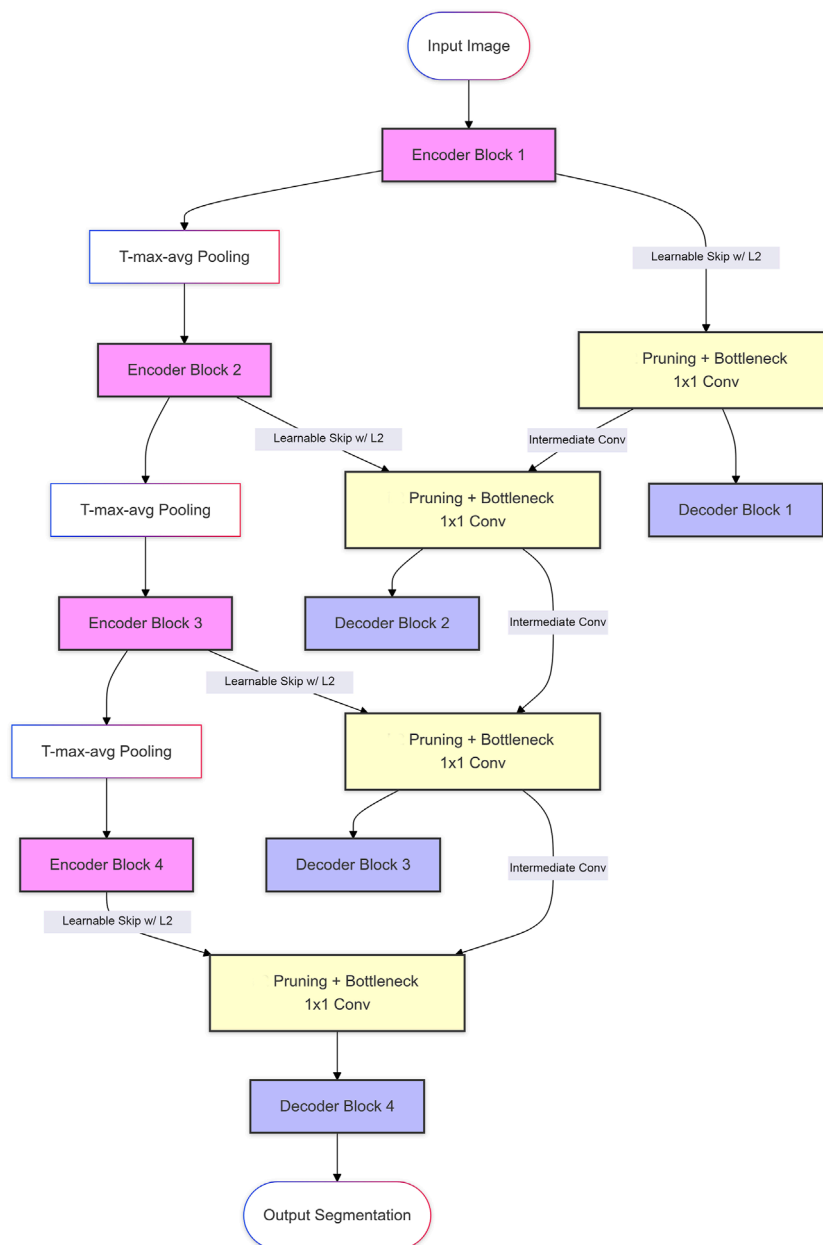 Input Image
Encoder Block 1
T-max-avg Pooling
Learnable Skip w/ L2
Encoder Block 2
Pruning + Bottleneck
1x1 Conv
Learnable Skip w/ L2
Intermediate Conv
T-max-avg Pooling
Pruning + Bottleneck
1x1 Conv
Decoder Block 1
Encoder Block 3
Decoder Block 2
Intermediate Conv
Learnable Skip w/ L2
T-max-avg Pooling
Pruning + Bottleneck
1x1 Conv
Encoder Block 4
Decoder Block 3
Intermediate Conv
Learnable Skip w/ L2
Pruning + Bottleneck
1x1 Conv
Decoder Block 4
Output Segmentation